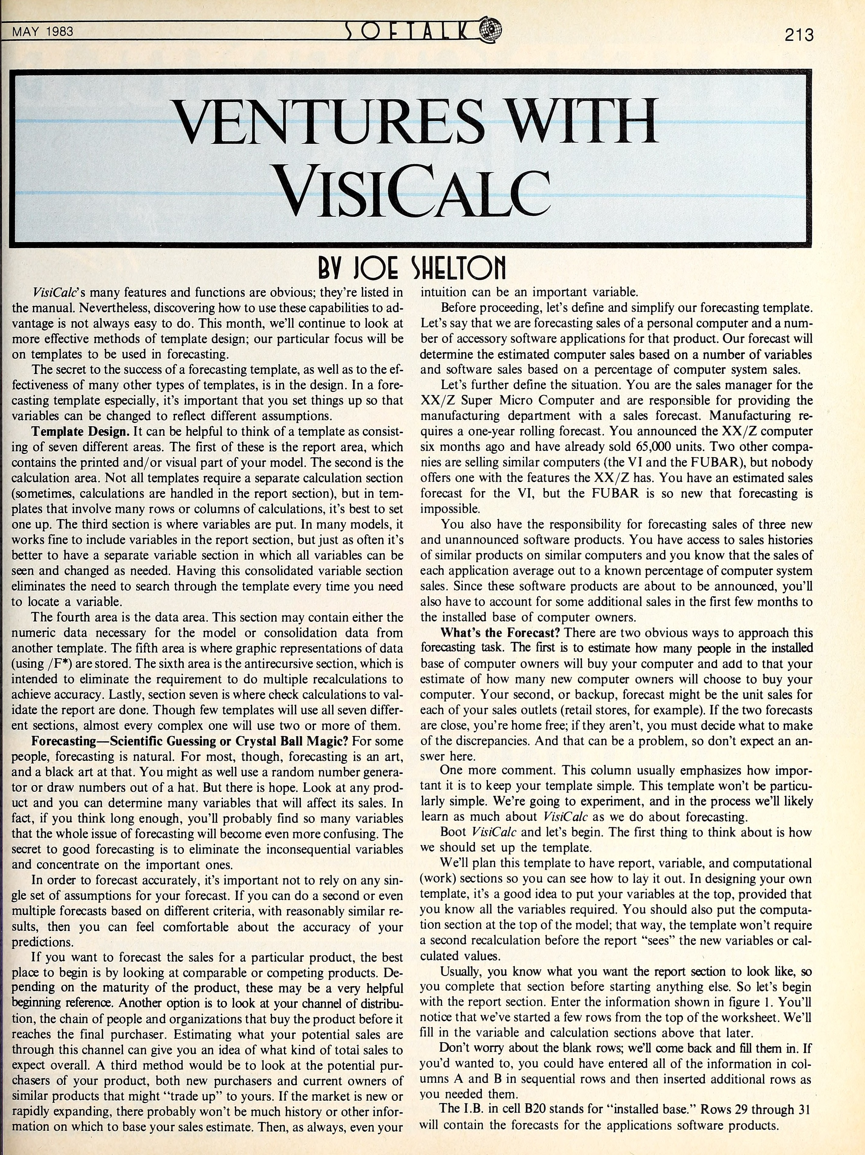 MAY 1983
SOFTALK
213
VENTURES WITH
VISICALC
BY JOE SHELTON
VisiCalc's many features and functions are obvious; they're listed in
the manual. Nevertheless, discovering how to use these capabilities to ad-
vantage is not always easy to do. This month, we'll continue to look at
more effective methods of template design; our particular focus will be
on templates to be used in forecasting.
The secret to the success of a forecasting template, as well as to the ef-
fectiveness of many other types of templates, is in the design. In a fore-
casting template especially, it's important that you set things up so that
variables can be changed to reflect different assumptions.
Template Design. It can be helpful to think of a template as consist-
ing of seven different areas. The first of these is the report area, which
contains the printed and/or visual part of your model. The second is the
calculation area. Not all templates require a separate calculation section
(sometimes, calculations are handled in the report section), but in tem-
plates that involve many rows or columns of calculations, it's best to set
one up. The third section is where variables are put. In many models, it
works fine to include variables in the report section, but just as often it's
better to have a separate variable section in which all variables can be
seen and changed as needed. Having this consolidated variable section
eliminates the need to search through the template every time you need
to locate a variable.
The fourth area is the data area. This section may contain either the
numeric data necessary for the model or consolidation data from
another template. The fifth area is where graphic representations of data
(using /F*) are stored. The sixth area is the antirecursive section, which is
intended to eliminate the requirement to do multiple recalculations to
achieve accuracy. Lastly, section seven is where check calculations to val-
idate the report are done. Though few templates will use all seven differ-
ent sections, almost every complex one will use two or more of them.
Forecasting—Scientific Guessing or Crystal Ball Magic? For some
people, forecasting is natural. For most, though, forecasting is an art,
and a black art at that. You might as well use a random number genera-
tor or draw numbers out of a hat. But there is hope. Look at any prod-
uct and you can determine many variables that will affect its sales. In
fact, if you think long enough, you'll probably find so many variables
that the whole issue of forecasting will become even more confusing. The
secret to good forecasting is to eliminate the inconsequential variables
and concentrate on the important ones.
In order to forecast accurately, it's important not to rely on any sin-
gle set of assumptions for your forecast. If you can do a second or even
multiple forecasts based on different criteria, with reasonably similar re-
sults, then you can feel comfortable about the accuracy of your
predictions.
If you want to forecast the sales for a particular product, the best
place to begin is by looking at comparable or competing products. De-
pending on the maturity of the product, these may be a very helpful
beginning reference. Another option is to look at your channel of distribu-
tion, the chain of people and organizations that buy the product before it
reaches the final purchaser. Estimating what your potential sales are
through this channel can give you an idea of what kind of total sales to
expect overall. A third method would be to look at the potential pur-
chasers of your product, both new purchasers and current owners of
similar products that might "trade up" to yours. If the market is new or
rapidly expanding, there probably won't be much history or other infor-
mation on which to base your sales estimate. Then, as always, even your
intuition can be an important variable.
Before proceeding, let's define and simplify our forecasting template.
Let's say that we are forecasting sales of a personal computer and a num-
ber of accessory software applications for that product. Our forecast will
determine the estimated computer sales based on a number of variables
and software sales based on a percentage of computer system sales.
Let's further define the situation. You are the sales manager for the
XX/Z Super Micro Computer and are responsible for providing the
manufacturing department with a sales forecast. Manufacturing re-
quires a one-year rolling forecast. You announced the XX/Z computer
six months ago and have already sold 65,000 units. Two other compa-
nies are selling similar computers (the VI and the FUBAR), but nobody
offers one with the features the XX/Z has. You have an estimated sales
forecast for the VI, but the FUBAR is so new that forecasting is
impossible.
You also have the responsibility for forecasting sales of three new
and unannounced software products. You have access to sales histories
of similar products on similar computers and you know that the sales of
each application average out to a known percentage of computer system
sales. Since these software products are about to be announced, you'll
also have to account for some additional sales in the first few months to
the installed base of computer owners.
What's the Forecast? There are two obvious ways to approach this
forecasting task. The first is to estimate how many people in the installed
base of computer owners will buy your computer and add to that your
estimate of how many new computer owners will choose to buy your
computer. Your second, or backup, forecast might be the unit sales for
each of your sales outlets (retail stores, for example). If the two forecasts
are close, you're home free; if they aren't, you must decide what to make
of the discrepancies. And that can be a problem, so don't expect an an-
swer here.
One more comment. This column usually emphasizes how impor-
tant it is to keep your template simple. This template won't be particu-
larly simple. We're going to experiment, and in the process we'll likely
learn as much about VisiCalc as we do about forecasting.
Boot VisiCalc and let's begin. The first thing to think about is how
we should set up the template.
We'll plan this template to have report, variable, and computational
(work) sections so you can see how to lay it out. In designing your own
template, it's a good idea to put your variables at the top, provided that
you know all the variables required. You should also put the computa-
tion section at the top of the model; that way, the template won't require
a second recalculation before the report "sees" the new variables or cal-
culated values.
Usually, you know what you want the report section to look like, so
you complete that section before starting anything else. So let's begin
with the report section. Enter the information shown in figure 1. You'll
notice that we've started a few rows from the top of the worksheet. We'll
fill in the variable and calculation sections above that later.
Don't worry about the blank rows; we'll come back and fill them in. If
you'd wanted to, you could have entered all of the information in col-
umns A and B in sequential rows and then inserted additional rows as
you needed them.
The I.B. in cell B20 stands for "installed base." Rows 29 through 31
will contain the forecasts for the applications software products.